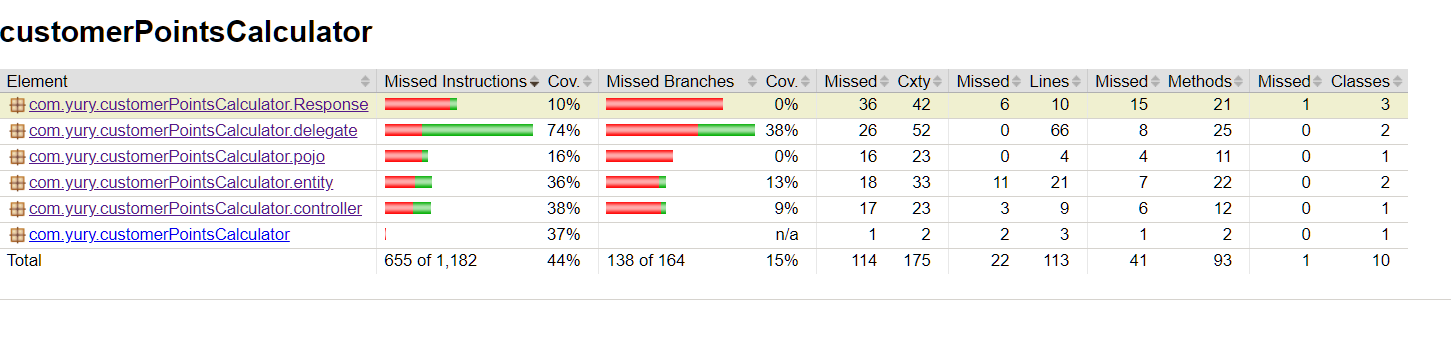 customerPointsCalculator
Element Missed Instructions Cov. Missed Branches Cov. Missed Cxty Missed Lines Missed Methods Missed Classes
com.yury.customerPointsCalculator.Response 10% 0% 36 42 6 10 15 21 1 3
com.yury.customerPointsCalculator.delegate 74% 38% 26 52 0 66 8 25 0 2
com.yury.customerPointsCalculator.pojo 16% 0% 16 23 0 4 4 11 0 1
com.yury.customerPointsCalculator.entity 36% 13% 18 33 11 21 7 22 0 2
com.yury.customerPointsCalculator.controller 38% 9% 17 23 3 9 6 12 0 1
com.yury.customerPointsCalculator 37% n/a 1 2 2 3 1 2 0 1
Total 655 of 1,182 44% 138 of 164 15% 114 175 22 113 41 93 1 10